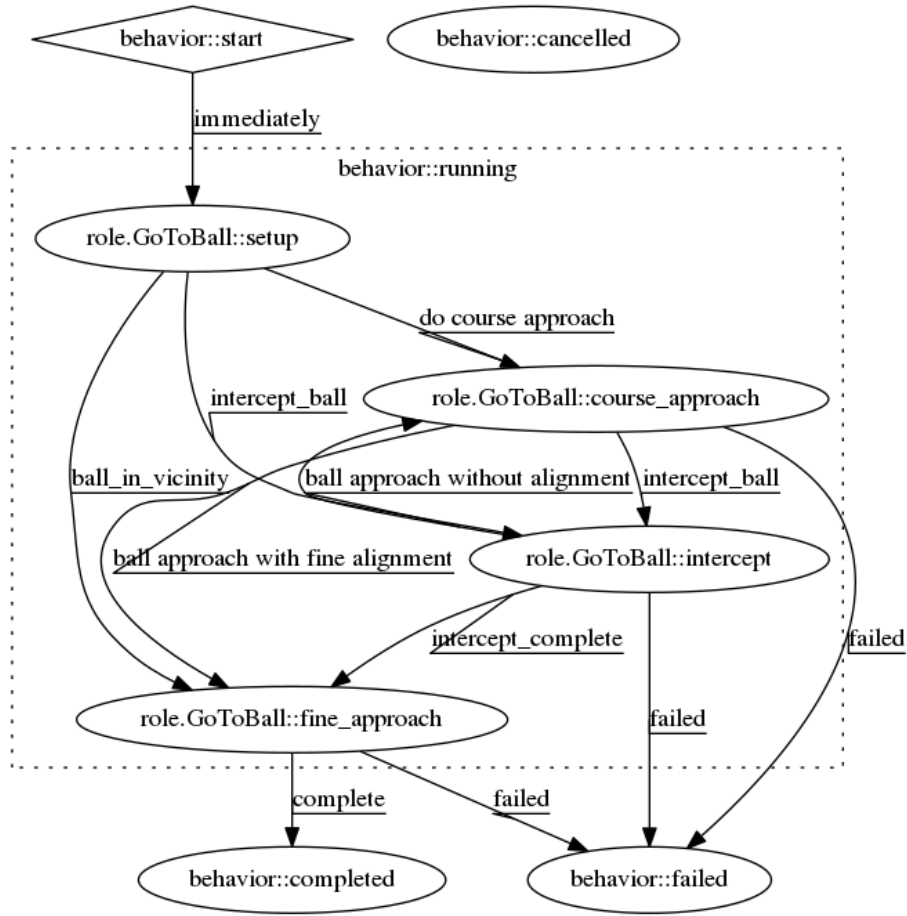 behavior::start
behavior::cancelled
immediately
behavior::running
role.GoToBall::setup
do course approach
intercept_ball
role.GoToBall::course_approach
ball_in_vicinity
ball approach without alignment
intercept_ball
ball approach with fine alignment
role.GoToBall::intercept
intercept_complete
failed
role.GoToBall::fine_approach
failed
complete
failed
behavior::completed
behavior::failed